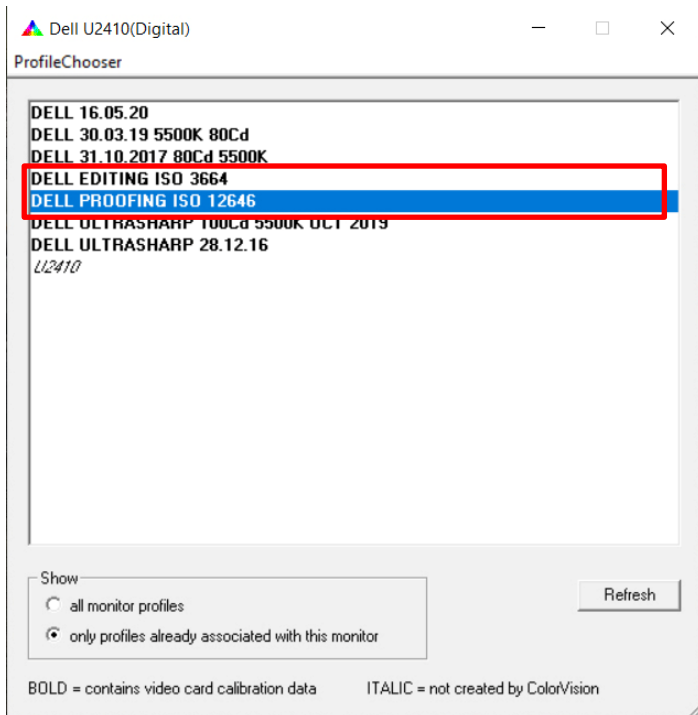 Dell U2410(Digital)
ProfileChooser
DELL 16.05.20
DELL 30.03.19 5500K 80Cd
DELL 31.10.2017 80Cd 5500K
DELL EDITING ISO 3664
DELL PROOFING ISO 12646
DELL ULTRASHARP 100Cd 5500K OCT 2019
DELL ULTRASHARP 28.12.16
U2410
Show
all monitor profiles
Refresh
only profiles already associated with this monitor
BOLD = contains video card calibration data ITALIC = not created by ColorVision